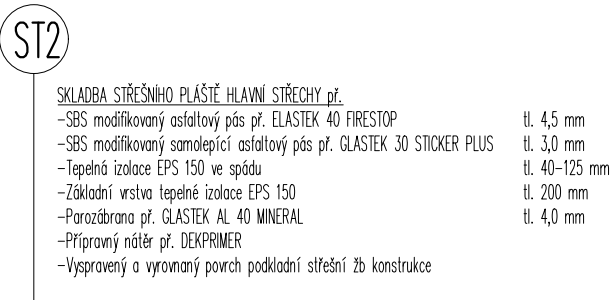 ST2
SKLADBA STŘEŠNÍHO PLÁŠTĚ HLAVNÍ STŘECHY př.
-SBS modifikovaný asfaltový pás př. ELASTEK 40 FIRESTOP tl. 4,5 mm
-SBS modifikovaný samolepící asfaltový pás př. GLASTEK 30 STICKER PLUS tl. 3,0 mm
-Tepelná izolace EPS 150 ve spádu tl. 40-125 mm
-Základní vrstva tepelné izolace EPS 150 tl. 200 mm
-Parozábrana př. GLASTEK AL 40 MINERAL tl. 4,0 mm
-Přípravný nátěr př. DEKPRIMER
-Vyspravený a vyrovnaný povrch podkladní střešní žb konstrukce